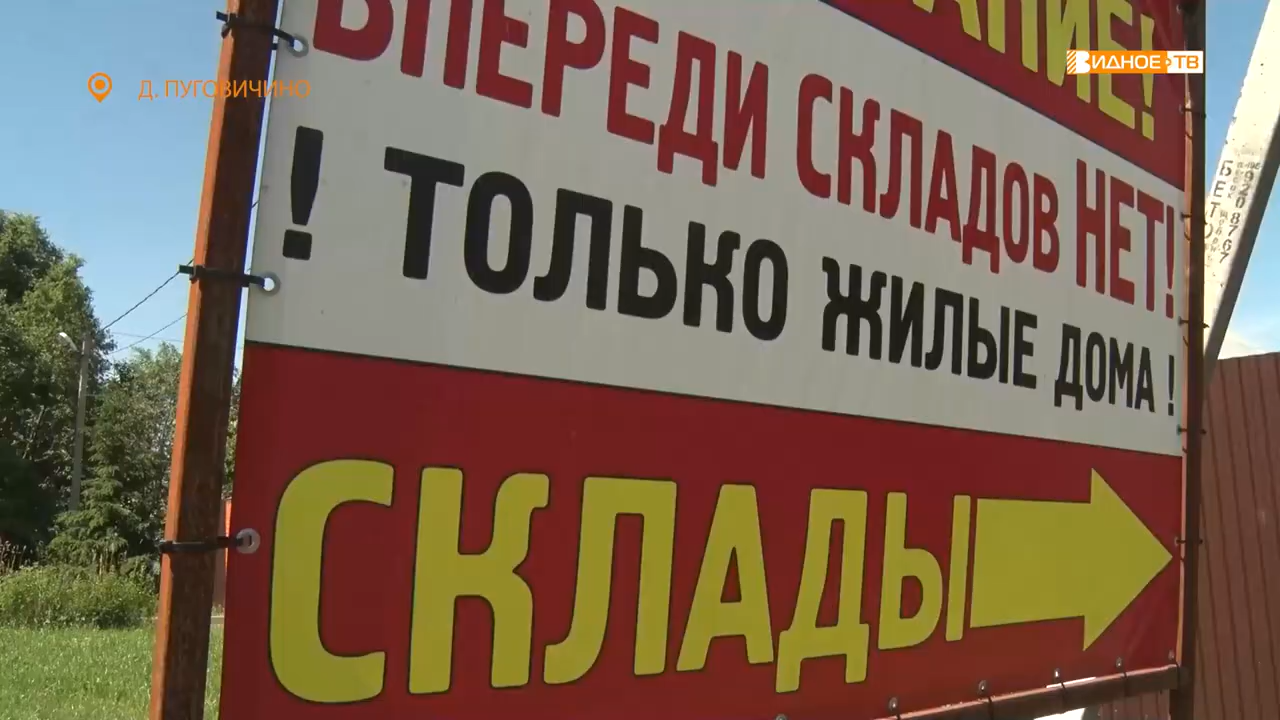 Д. ПУГОВИЧИНО
ВИДНОЕ ТВ
ВПЕРЕДИ СКЛАДОВ НЕТ!
! ТОЛЬКО ЖИЛЫЕ ДОМА !
СКЛАДЫ